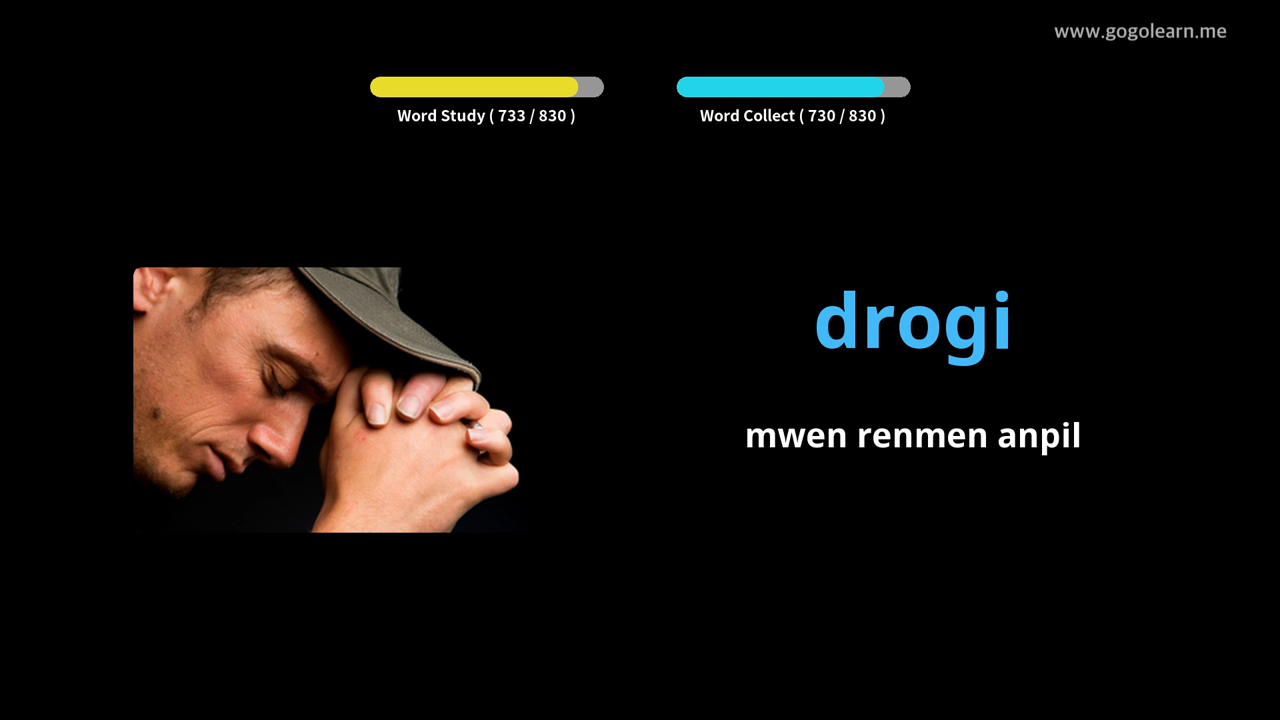 www.gogolearn.me
Word Study ( 733 / 830 )
Word Collect ( 730 / 830 )
drogi
mwen renmen anpil